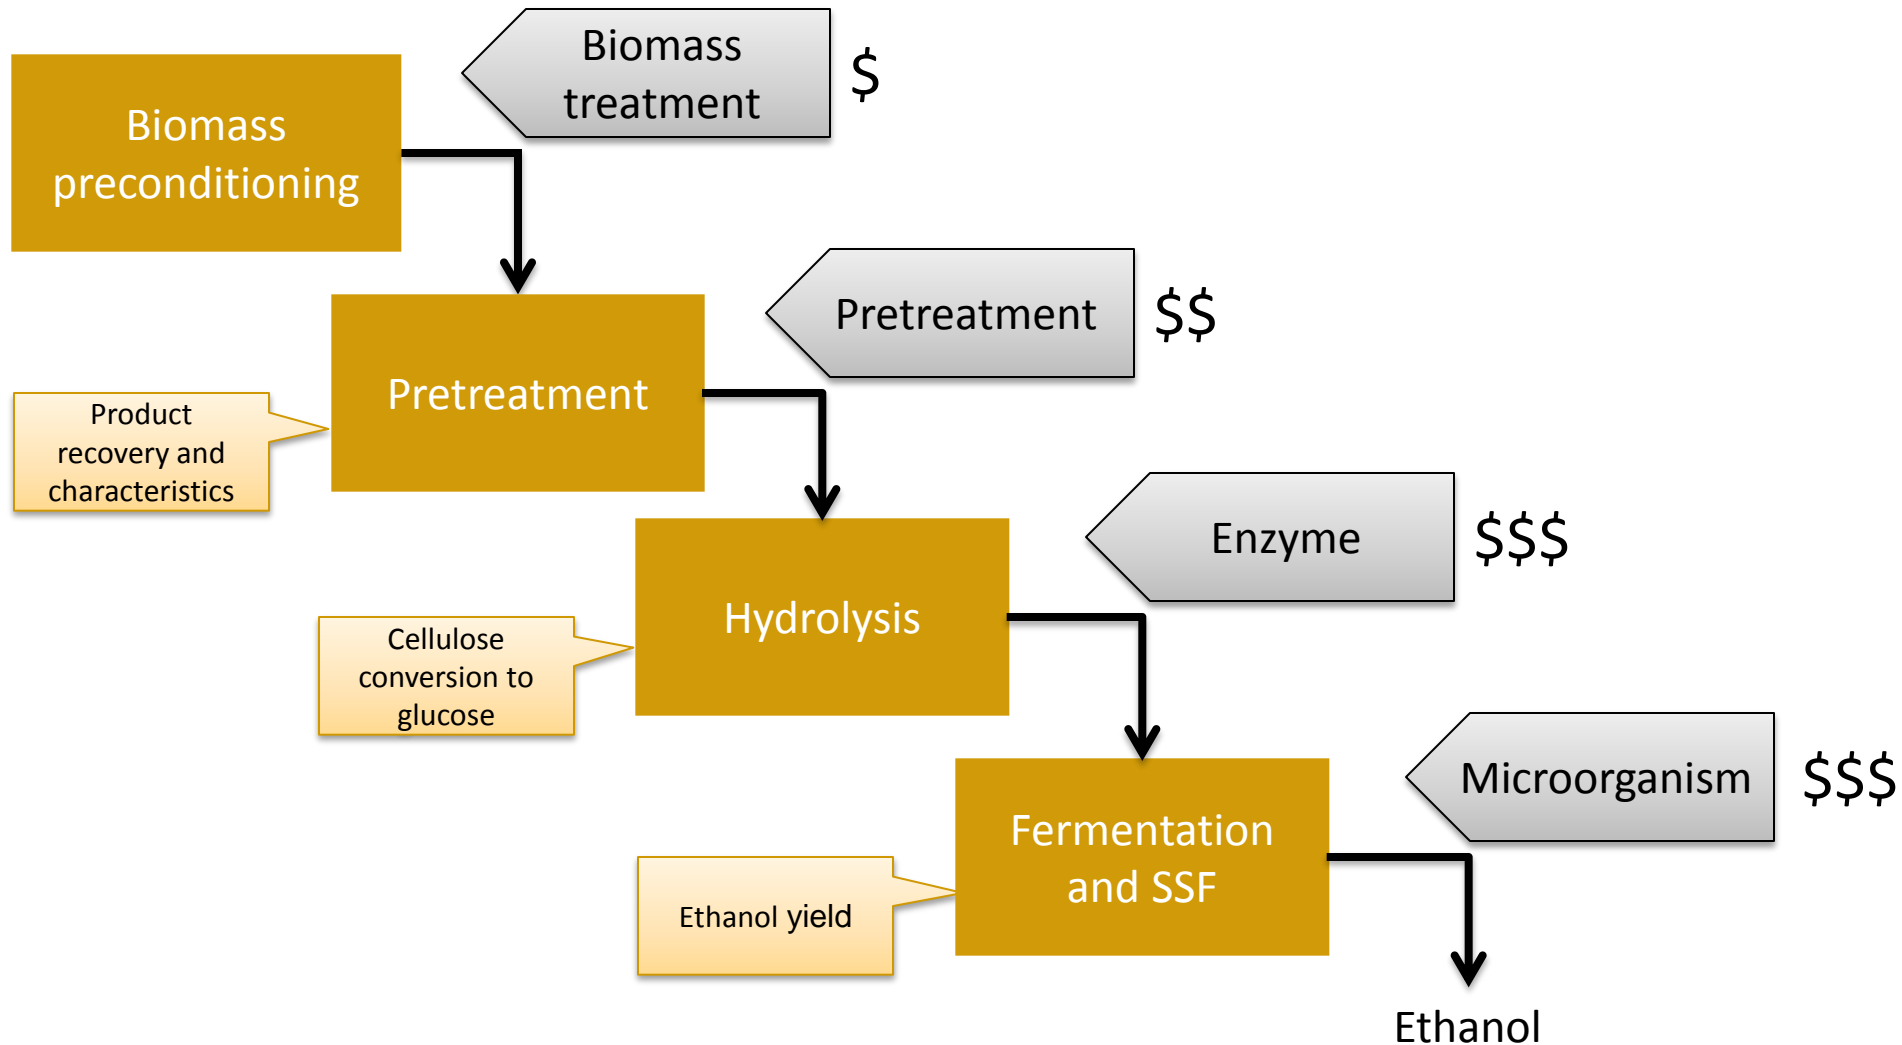 Biomass
treatment
$
Biomass
preconditioning
Pretreatment
$$
Pretreatment
Product
recovery and
characteristics
Enzyme
$$$
Hydrolysis
Cellulose
conversion to
glucose
Microorganism
$$$
Fermentation
and SSF
Ethanol yield
Ethanol